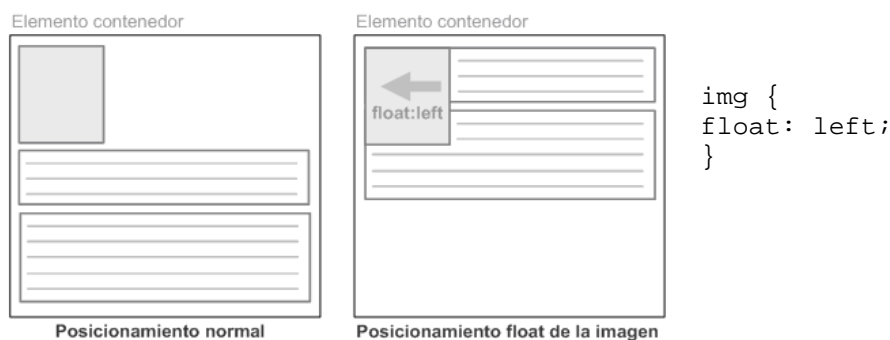 Elemento contenedor
Posicionamiento normal
Elemento contenedor
float:left
Posicionamiento float de la imagen
img {
float: left;
}